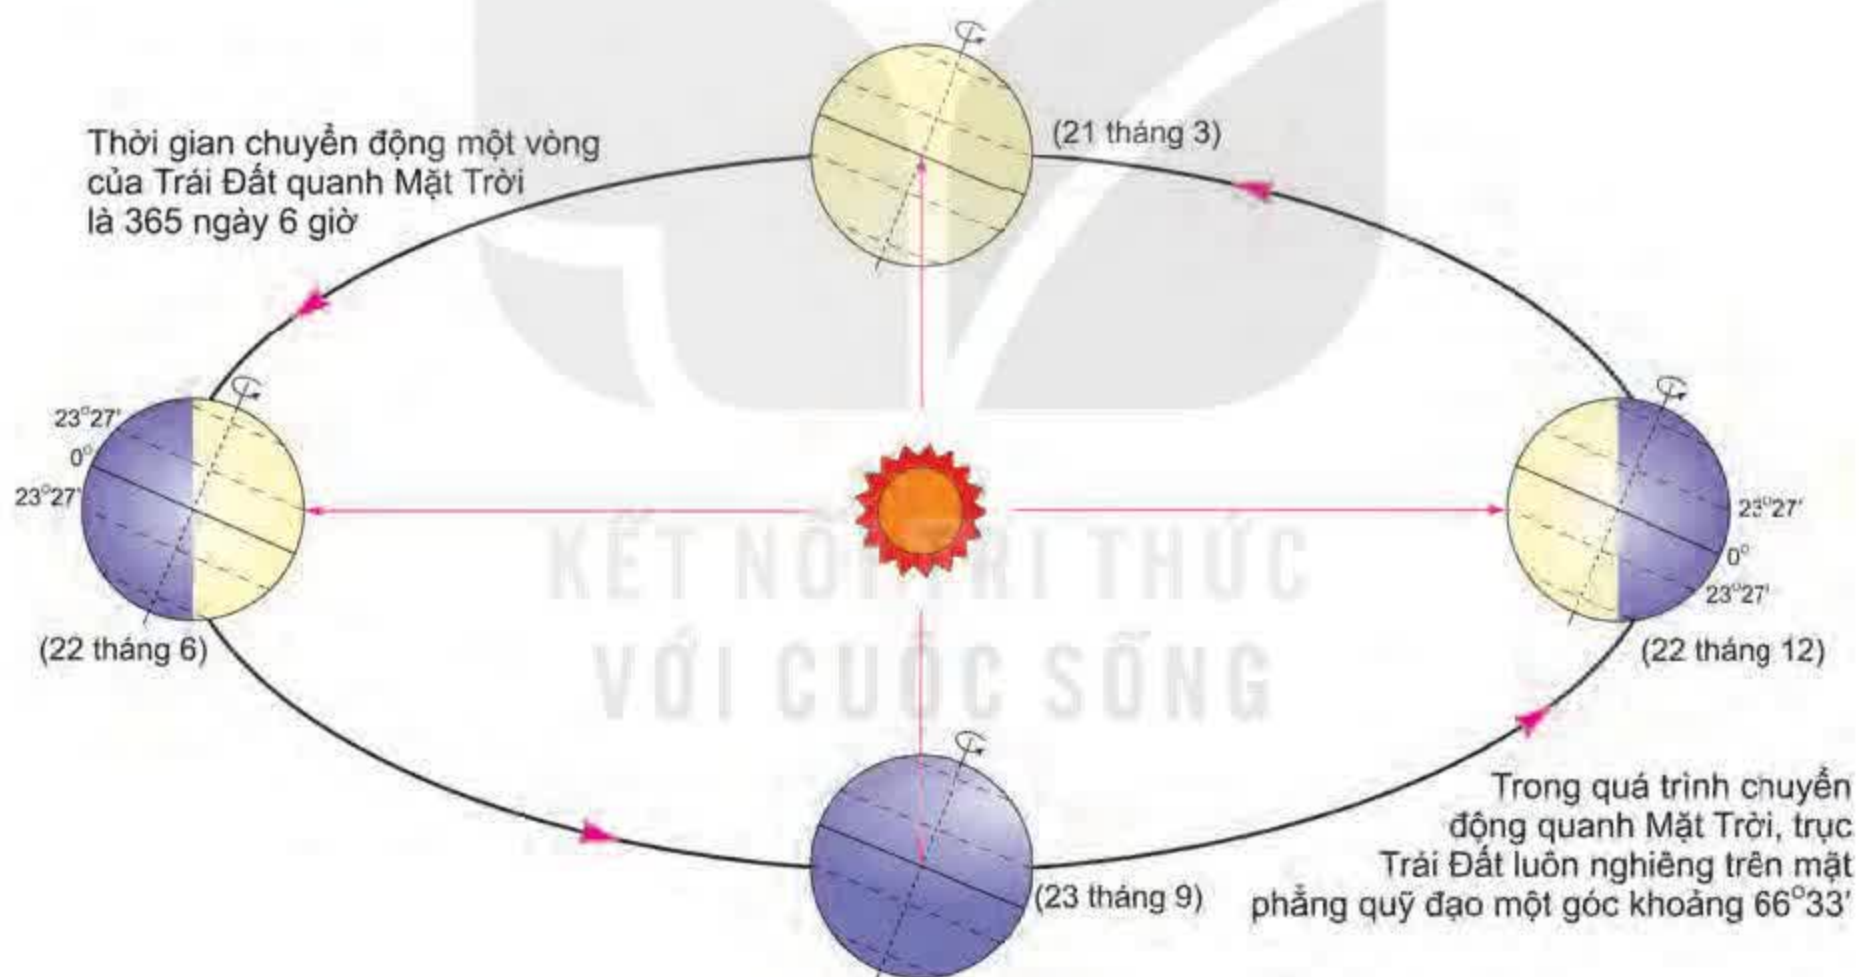 (21 tháng 3)
Thời gian chuyển động một vòng
của Trái Đất quanh Mặt Trời
là 365 ngày 6 giờ
23°27'
0°
23°27'
(22 tháng 6)
23°27'
0°
23°27'
(22 tháng 12)
KẾT NỐI TRI THỨC
VỚI CUỘC SỐNG
(23 tháng 9)
Trong quá trình chuyển
động quanh Mặt Trời, trục
Trái Đất luôn nghiêng trên mặt
phẳng quỹ đạo một góc khoảng 66°33'